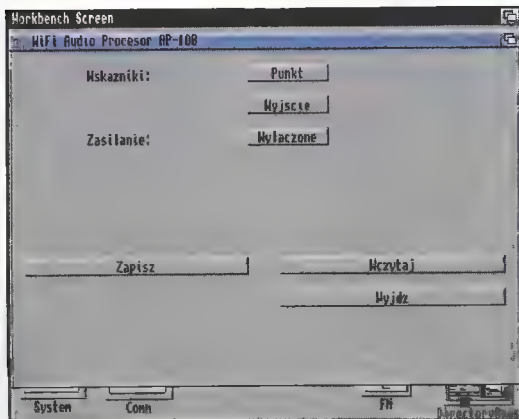 Workbench Screen
WiFi Audio Procesor AP-108
Wskazniki: Punkt
Wyjscie
Zasilanie: Wylaczone
Zapisz Wczytaj
Wyjdz
System Comm FM